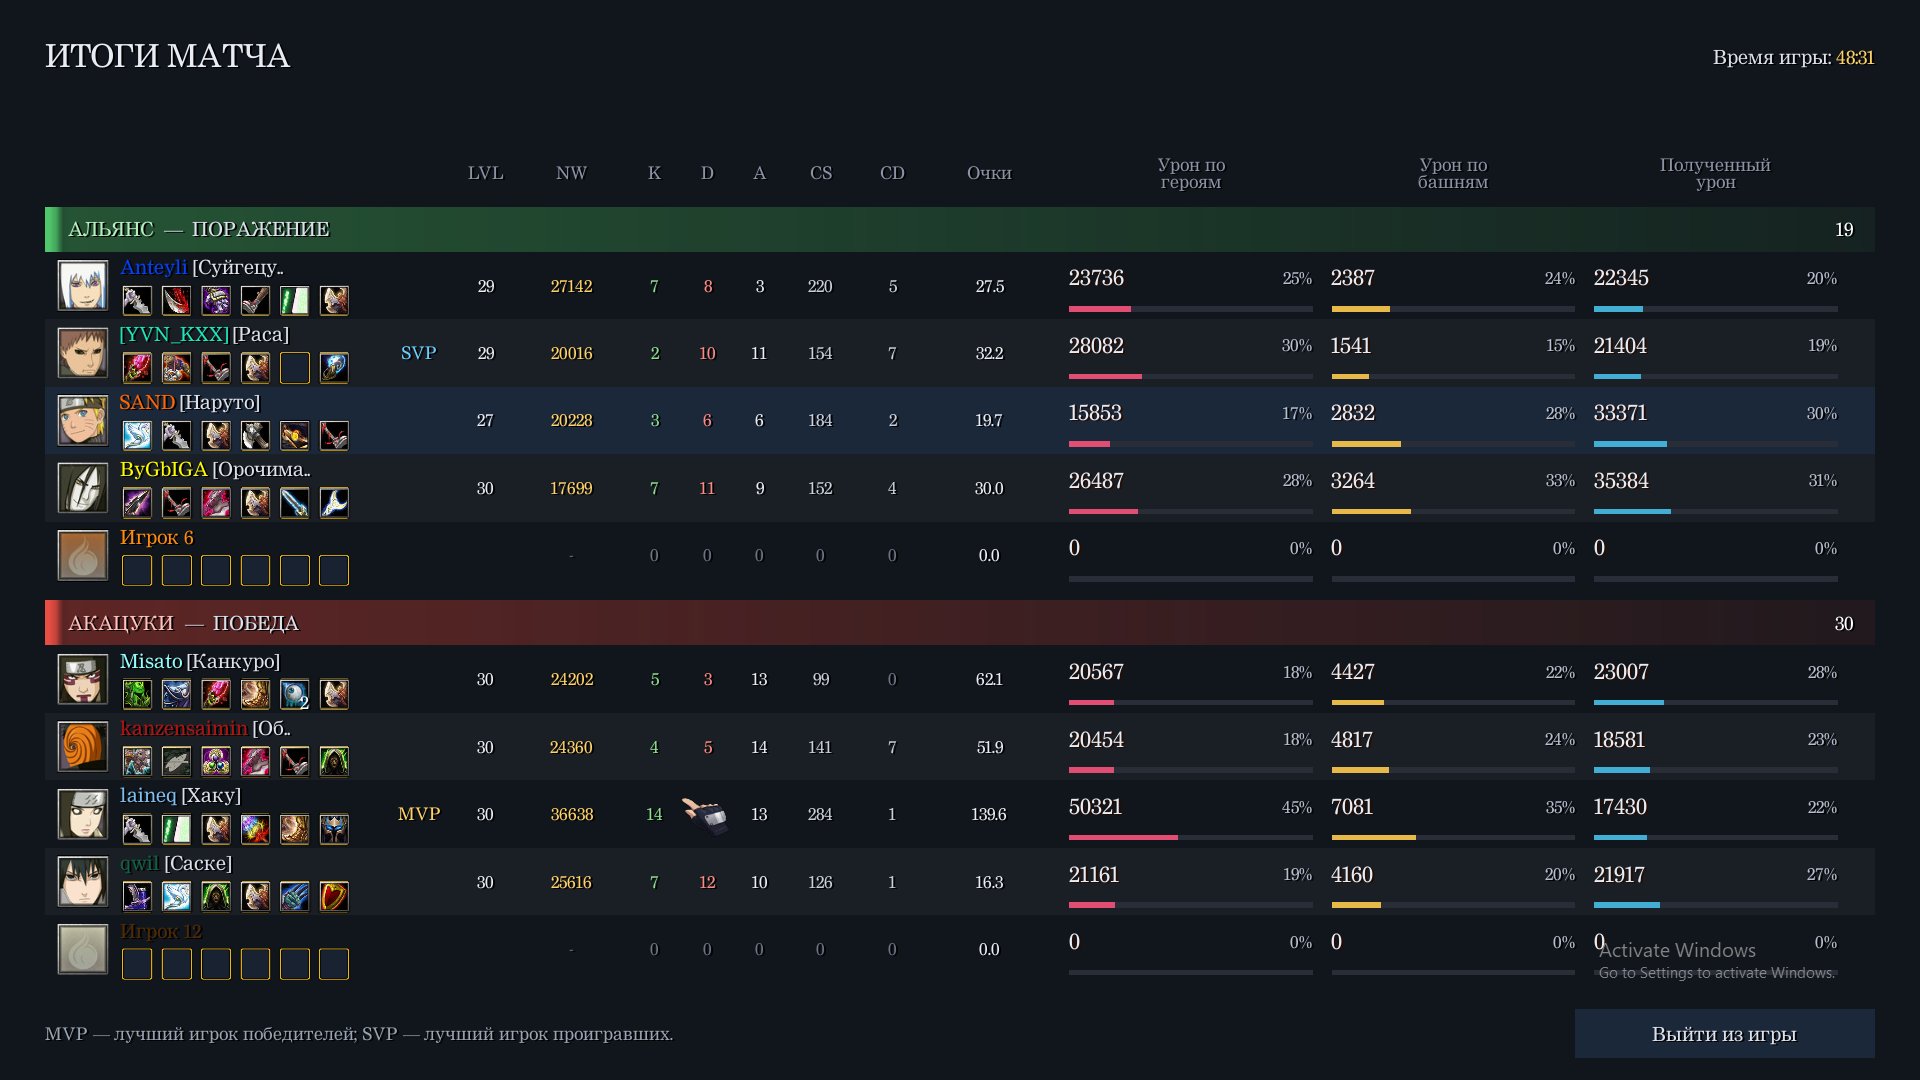 ИТОГИ МАТЧА
Время игры: 48:31
LVL NW K D A CS CD Очки Урон по героям Урон по башням Полученный урон
АЛЬЯНС — ПОРАЖЕНИЕ 19
Anteyli [Суйгецу..
29 27142 7 8 3 220 5 27.5 23736 25% 2387 24% 22345 20%
[YVN_KXX] [Раса]
SVP 29 20016 2 10 11 154 7 32.2 28082 30% 1541 15% 21404 19%
SAND [Наруто]
27 20228 3 6 6 184 2 19.7 15853 17% 2832 28% 33371 30%
ByGbIGA [Орочима..
30 17699 7 11 9 152 4 30.0 26487 28% 3264 33% 35384 31%
Игрок 6
- 0 0 0 0 0 0.0 0 0% 0 0% 0 0%
АКАЦУКИ — ПОБЕДА 30
Misato [Канкуро]
2
30 24202 5 3 13 99 0 62.1 20567 18% 4427 22% 23007 28%
kanzensaimin [Об..
30 24360 4 5 14 141 7 51.9 20454 18% 4817 24% 18581 23%
laineq [Хаку]
MVP 30 36638 14 13 284 1 139.6 50321 45% 7081 35% 17430 22%
qwil [Саске]
30 25616 7 12 10 126 1 16.3 21161 19% 4160 20% 21917 27%
Игрок 12
- 0 0 0 0 0 0.0 0 0% 0 0% 0 0%
Activate Windows
Go to Settings to activate Windows.
MVP — лучший игрок победителей; SVP — лучший игрок проигравших.
Выйти из игры